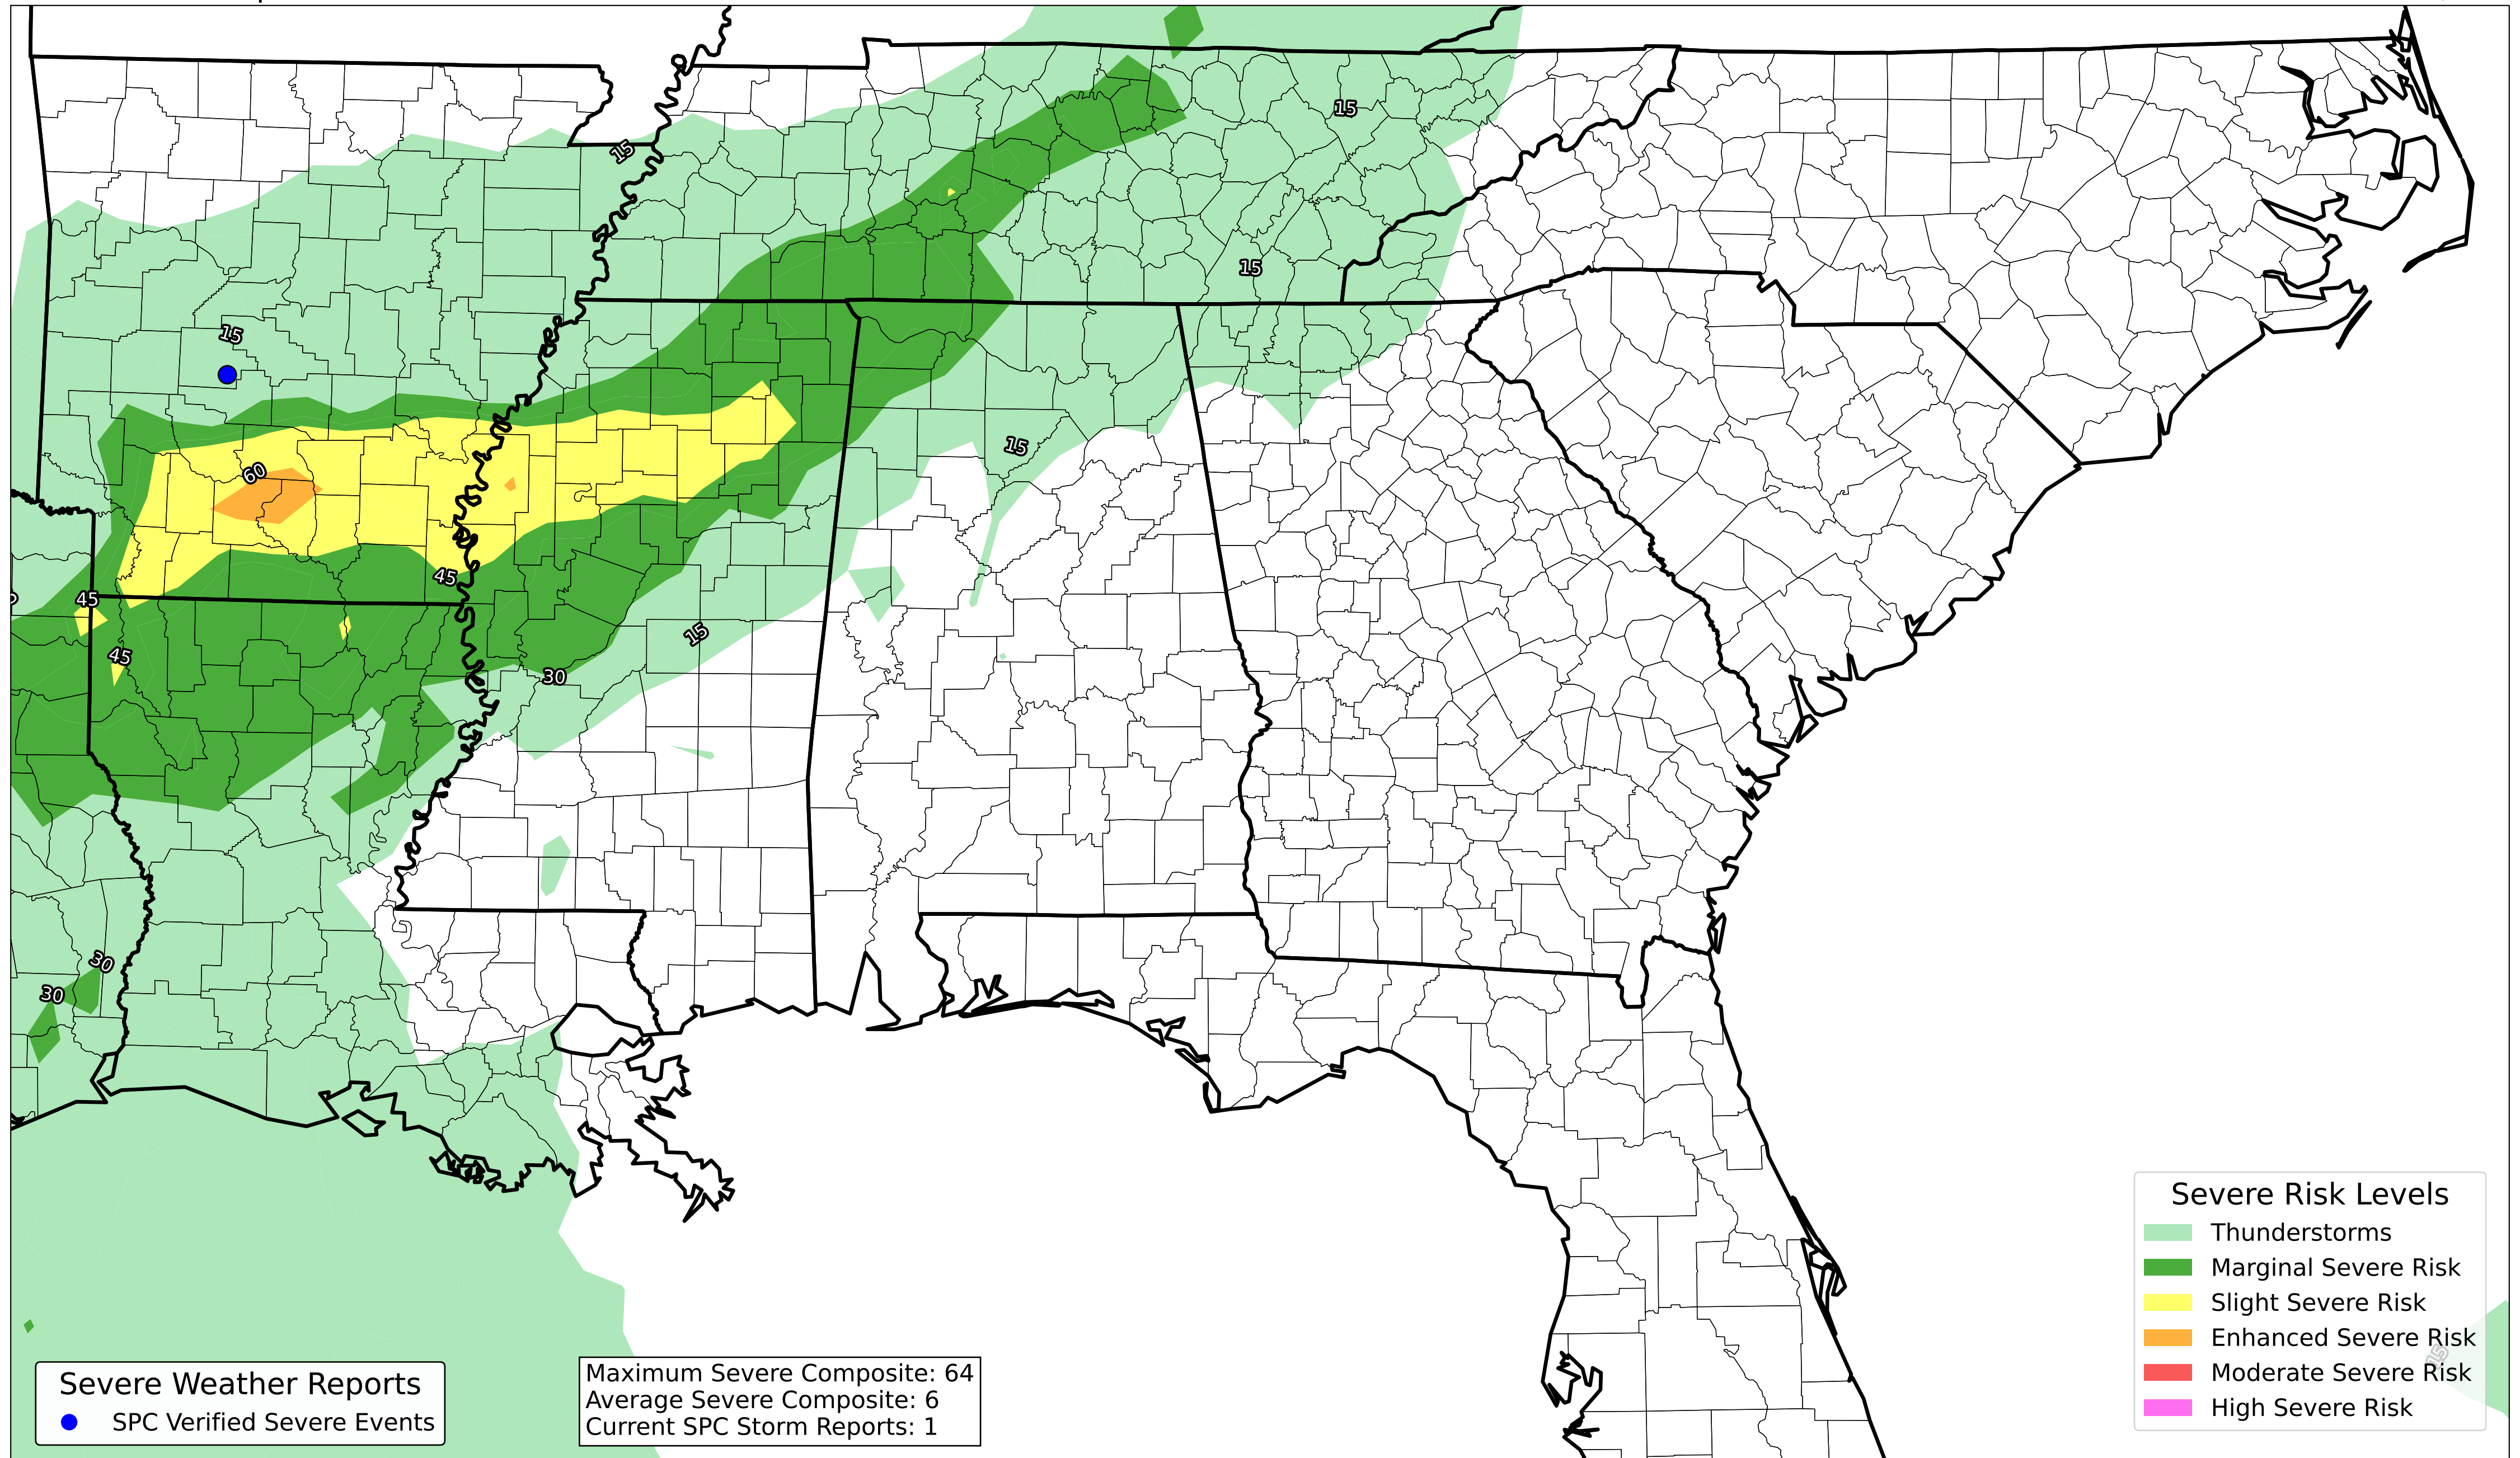 15
15
15
15
60
15
45
45
15
45
30
30
30
Severe Risk Levels
Thunderstorms
Marginal Severe Risk
Slight Severe Risk
Enhanced Severe Risk
Moderate Severe Risk
High Severe Risk
15
Severe Weather Reports
SPC Verified Severe Events
Maximum Severe Composite: 64
Average Severe Composite: 6
Current SPC Storm Reports: 1